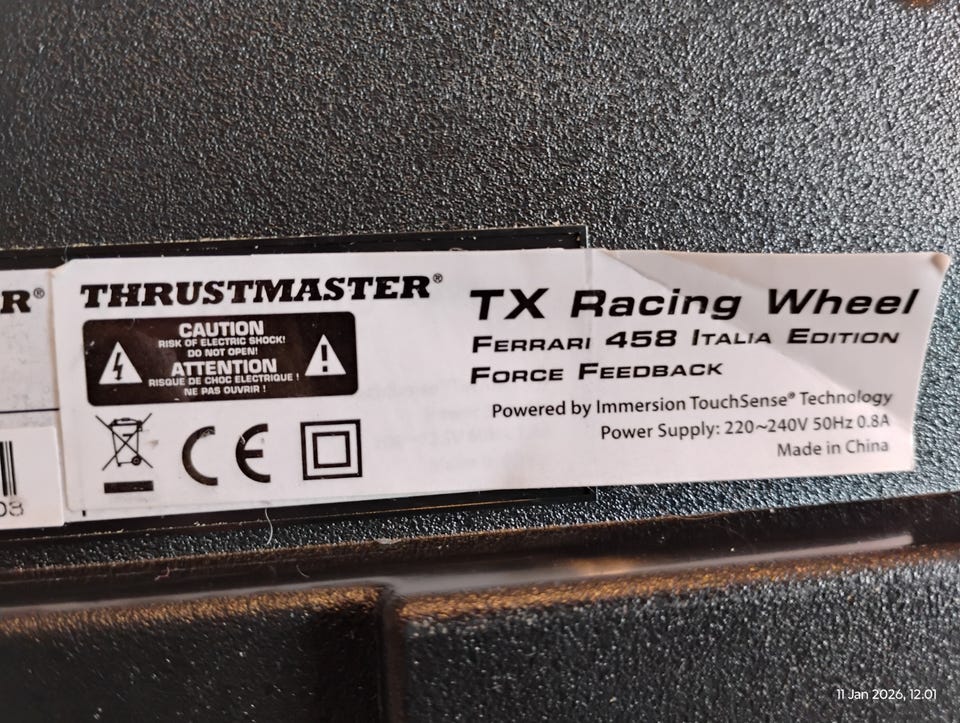 R®
THRUSTMASTER®
CAUTION
RISK OF ELECTRIC SHOCK!
DO NOT OPEN!
ATTENTION
RISQUE DE CHOC ELECTRIQUE !
NE PAS OUVRIR !
CE
TX Racing Wheel
FERRARI 458 ITALIA EDITION
FORCE FEEDBACK
Powered by Immersion TouchSense® Technology
Power Supply: 220~240V 50Hz 0.8A
Made in China
08
11 Jan 2026, 12.01